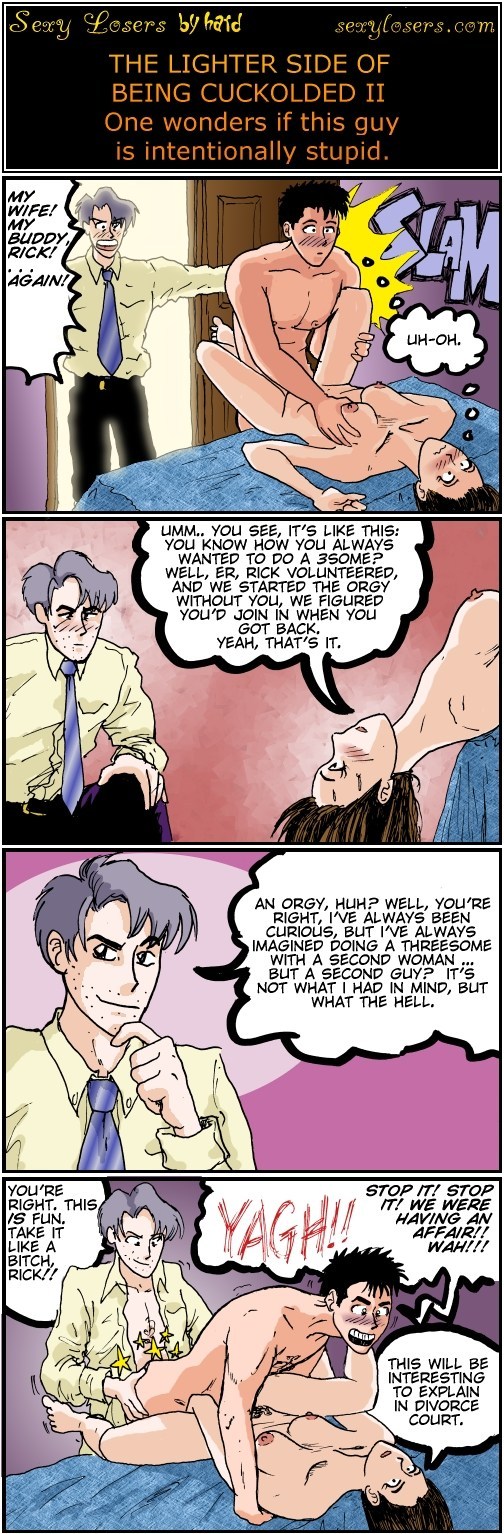 Sexy Losers by hard
sexylosers.com
THE LIGHTER SIDE OF
BEING CUCKOLDED II
One wonders if this guy
is intentionally stupid.
MY
WIFE!
MY
BUDDY,
RICK!
...
AGAIN!
SLAM
UH-OH.
UMM.. YOU SEE, IT'S LIKE THIS:
YOU KNOW HOW YOU ALWAYS
WANTED TO DO A 3SOME?
WELL, ER, RICK VOLUNTEERED,
AND WE STARTED THE ORGY
WITHOUT YOU, WE FIGURED
YOU'D JOIN IN WHEN YOU
GOT BACK.
YEAH, THAT'S IT.
AN ORGY, HUH? WELL, YOU'RE
RIGHT, I'VE ALWAYS BEEN
CURIOUS, BUT I'VE ALWAYS
IMAGINED DOING A THREESOME
WITH A SECOND WOMAN ...
BUT A SECOND GUY? IT'S
NOT WHAT I HAD IN MIND, BUT
WHAT THE HELL.
YOU'RE
RIGHT. THIS
IS FUN.
TAKE IT
LIKE A
BITCH,
RICK!!
YAGH!!
STOP IT! STOP
IT! WE WERE
HAVING AN
AFFAIR!!
WAH!!!
THIS WILL BE
INTERESTING
TO EXPLAIN
IN DIVORCE
COURT.